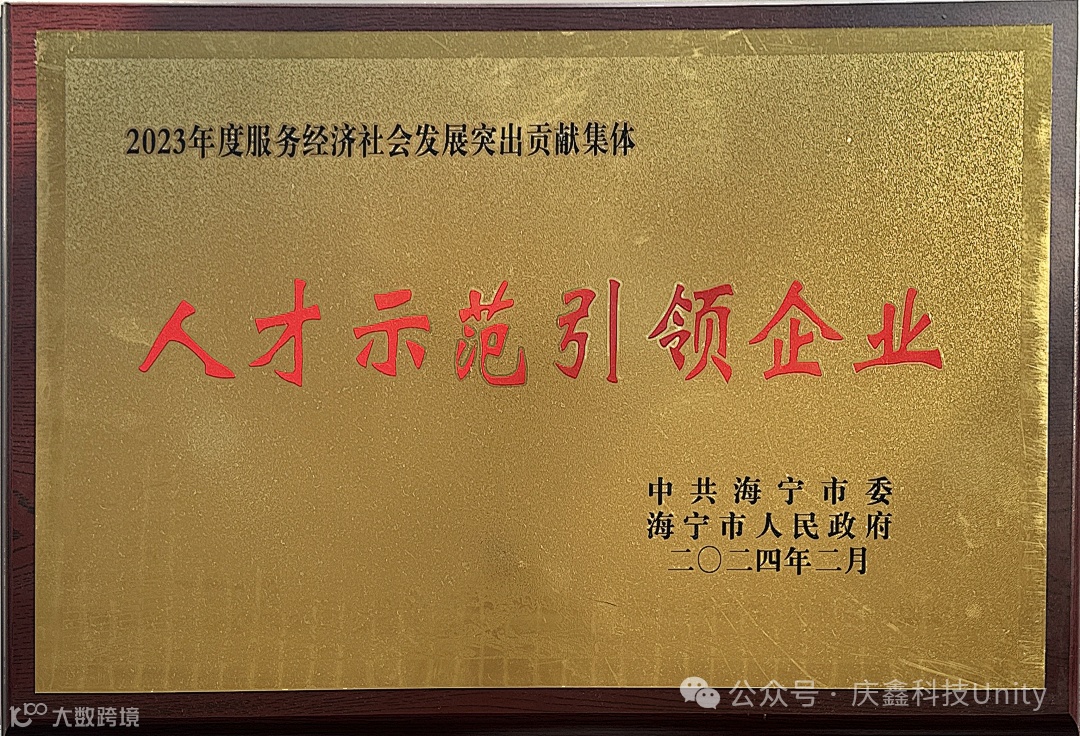 2023年度服务经济社会发展突出贡献集体
人才示范引领企业
中共海宁市委
海宁市人民政府
二〇二四年二月
公众号·庆鑫科技Unity
大数跨境